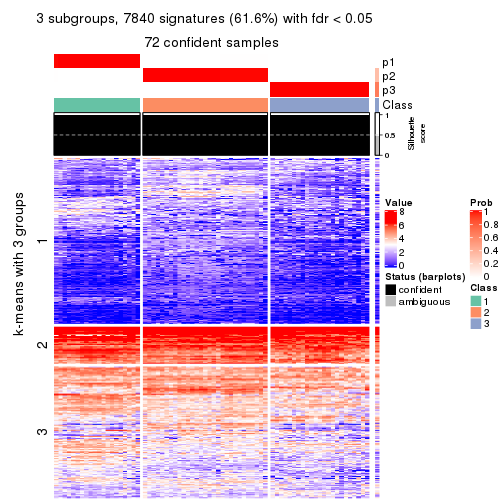 3 subgroups, 7840 signatures (61.6%) with fdr < 0.05
72 confident samples
p1
p2
p3
Class
1
0.5
0
Silhouette
score
k-means with 3 groups
1
2
3
Value
8
6
4
2
0
Status (barplots)
confident
ambiguous
Prob
1
0.8
0.6
0.4
0.2
0
Class
1
2
3